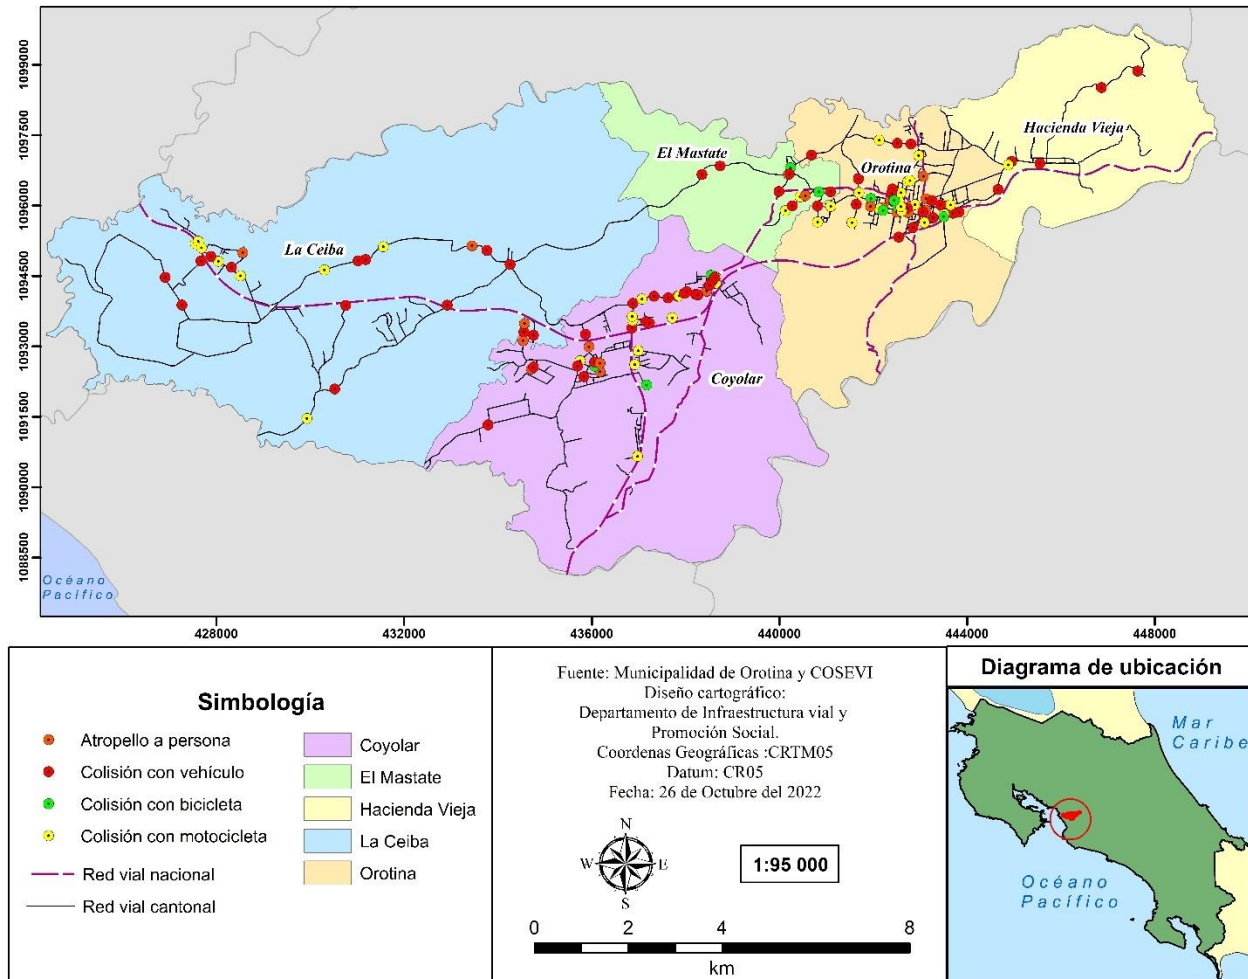 1099000
1097500
1096000
1094500
1093000
1091500
1090000
1088500
Hacienda Vieja
El Mastate
Orotina
La Ceiba
Coyolar
Océano
Pacífico
428000
432000
436000
440000
444000
448000
Simbología
Atropello a persona
Colisión con vehículo
Colisión con bicicleta
Colisión con motocicleta
Red vial nacional
Red vial cantonal
Coyolar
El Mastate
Hacienda Vieja
La Ceiba
Orotina
Fuente: Municipalidad de Orotina y COSEVI
Diseño cartográfico:
Departamento de Infraestructura vial y
Promoción Social.
Coordenas Geográficas :CRTM05
Datum: CR05
Fecha: 26 de Octubre del 2022
N
W E
S
1:95 000
0 2 4 8
km
Diagrama de ubicación
Mar
Caribe
Océano
Pacífico